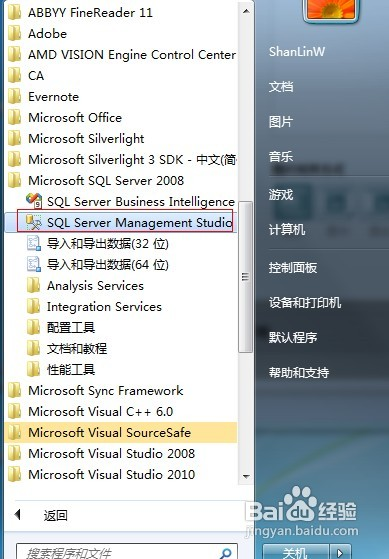 ABBYY FineReader 11
Adobe
AMD VISION Engine Control Center
CA
Evernote
Microsoft Office
Microsoft Silverlight
Microsoft Silverlight 3 SDK - 中文(简
Microsoft SQL Server 2008
SQL Server Business Intelligence
SQL Server Management Studio
导入和导出数据(32 位)
导入和导出数据(64 位)
Analysis Services
Integration Services
配置工具
文档和教程
性能工具
Microsoft Sync Framework
Microsoft Visual C++ 6.0
Microsoft Visual SourceSafe
Microsoft Visual Studio 2008
Microsoft Visual Studio 2010
返回
搜索程序和文件
ShanLinW
文档
图片
音乐
游戏
计算机
控制面板
设备和打印机
默认程序
帮助和支持
关机
Baidu经验
jingyan.baidu.com